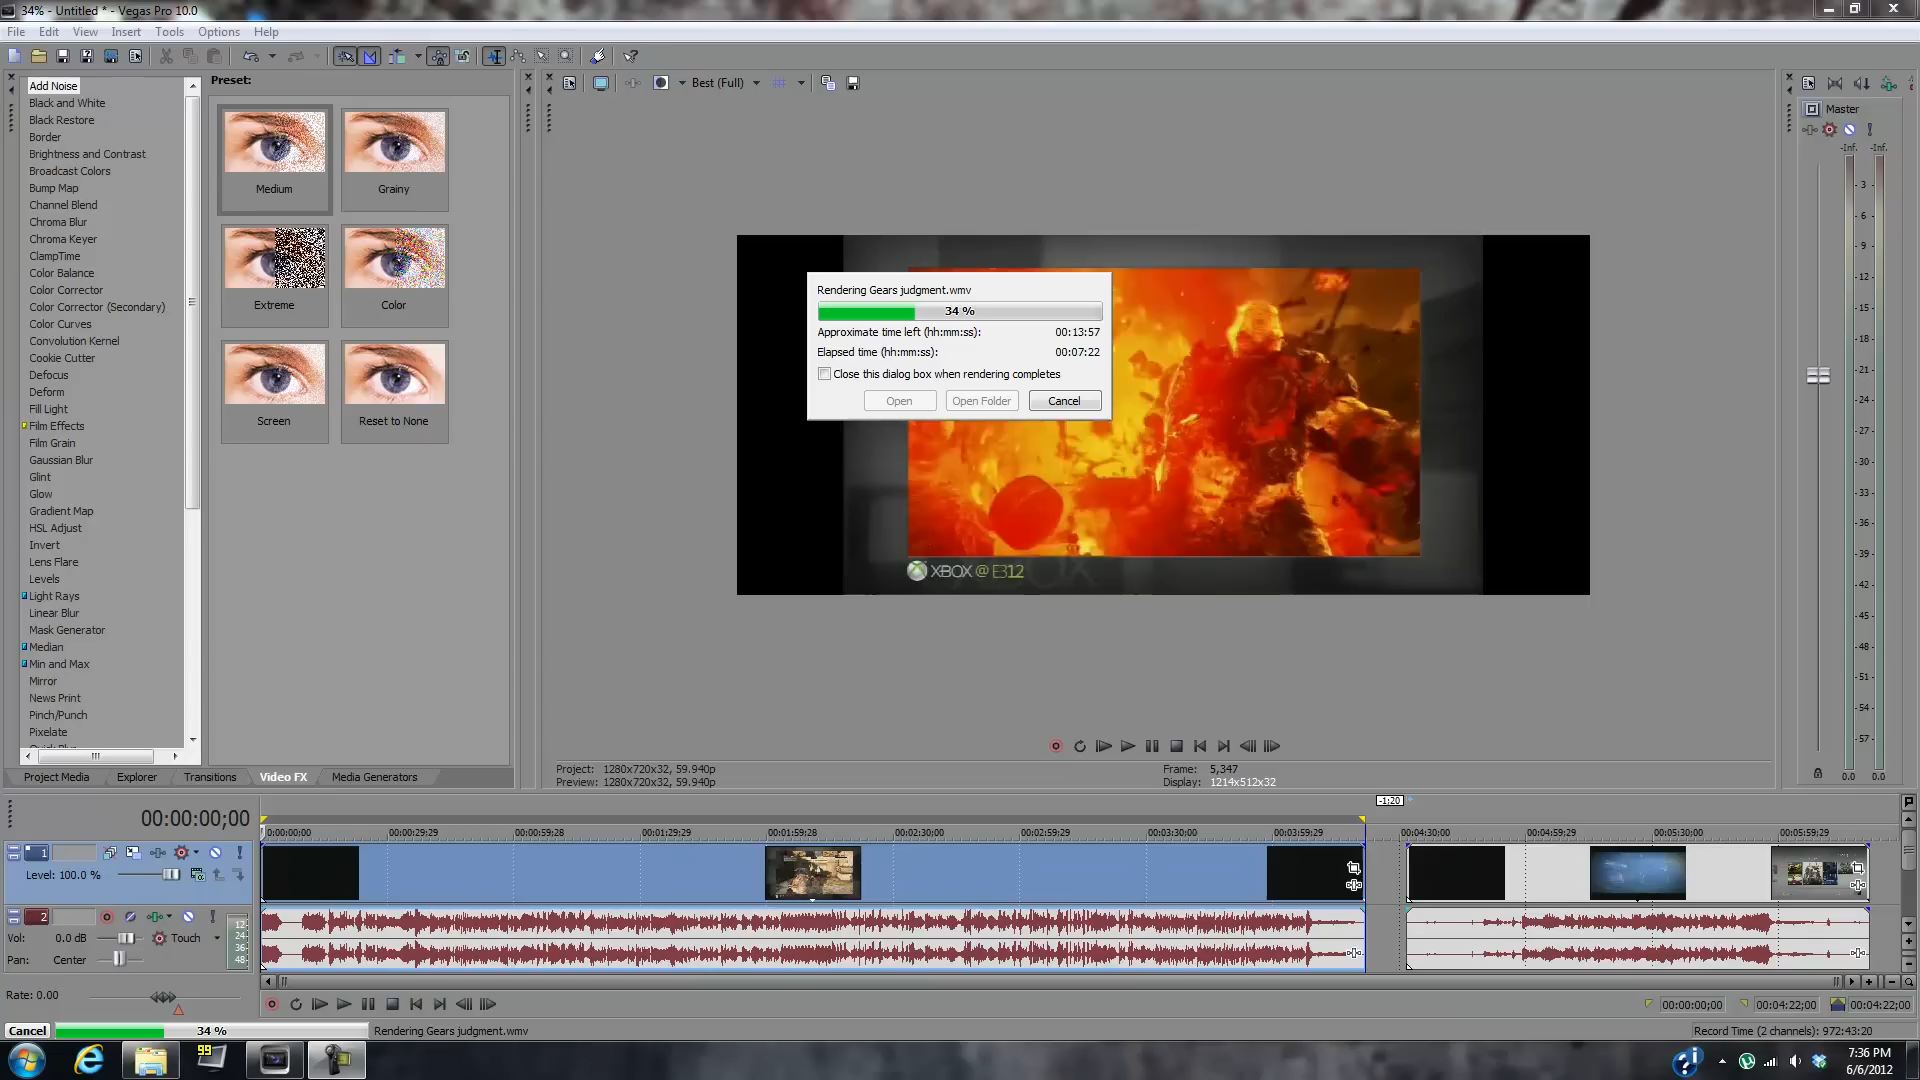 34% - Untitled * - Vegas Pro 10.0
File Edit View Insert Tools Options Help
Add Noise
Black and White
Black Restore
Border
Brightness and Contrast
Broadcast Colors
Bump Map
Channel Blend
Chroma Blur
Chroma Keyer
ClampTime
Color Balance
Color Corrector
Color Corrector (Secondary)
Color Curves
Convolution Kernel
Cookie Cutter
Defocus
Deform
Fill Light
Film Effects
Film Grain
Gaussian Blur
Glint
Glow
Gradient Map
HSL Adjust
Invert
Lens Flare
Levels
Light Rays
Linear Blur
Mask Generator
Median
Min and Max
Mirror
News Print
Pinch/Punch
Pixelate
Preset:
Medium Grainy
Extreme Color
Screen Reset to None
Project Media Explorer Transitions Video FX Media Generators
Best (Full)
Rendering Gears judgment.wmv
34 %
Approximate time left (hh:mm:ss): 00:13:57
Elapsed time (hh:mm:ss): 00:07:22
Close this dialog box when rendering completes
Open Open Folder Cancel
XBOX @ E312
Project: 1280x720x32, 59.940p Frame: 5,347
Preview: 1280x720x32, 59.940p Display: 1214x512x32
Master
-Inf. -Inf.
3
6
9
12
15
18
21
24
27
30
33
36
39
42
45
48
51
54
57
0.0 0.0
-1;20
00:00:00;00
0:00:00;00 00:00:29;29 00:00:59;28 00:01:29;29 00:01:59;28 00:02:30;00 00:02:59;29 00:03:30;00 00:03:59;29 00:04:30;00 00:04:59;29 00:05:30;00 00:05:59;29
1
Level: 100.0 %
2
Vol: 0.0 dB Touch
Pan: Center
12
24
36
48
Rate: 0.00
00:00:00;00 00:04:22;00 00:04:22;00
Cancel 34 % Rendering Gears judgment.wmv Record Time (2 channels): 972:43:20
99
7:36 PM
6/6/2012